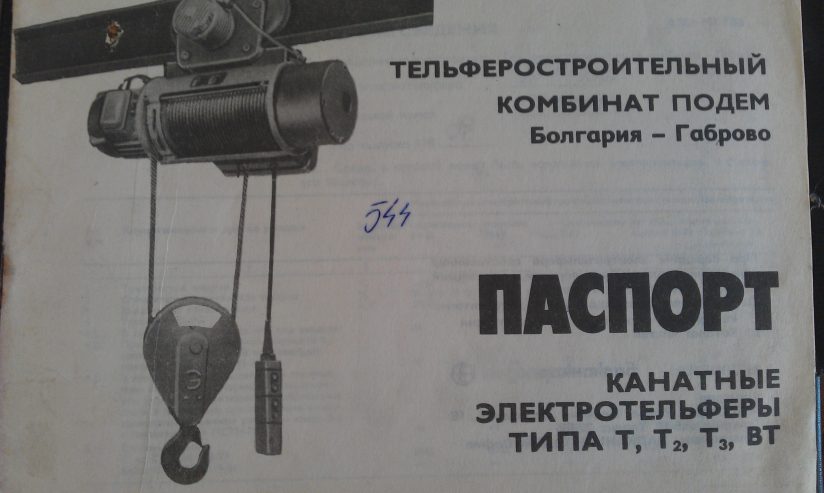 ТЕЛЬФЕРОСТРОИТЕЛЬНЫЙ
КОМБИНАТ ПОДЕМ
Болгария – Габрово
544
ПАСПОРТ
КАНАТНЫЕ
ЭЛЕКТРОТЕЛЬФЕРЫ
ТИПА Т, Т₂, Т₃, ВТ